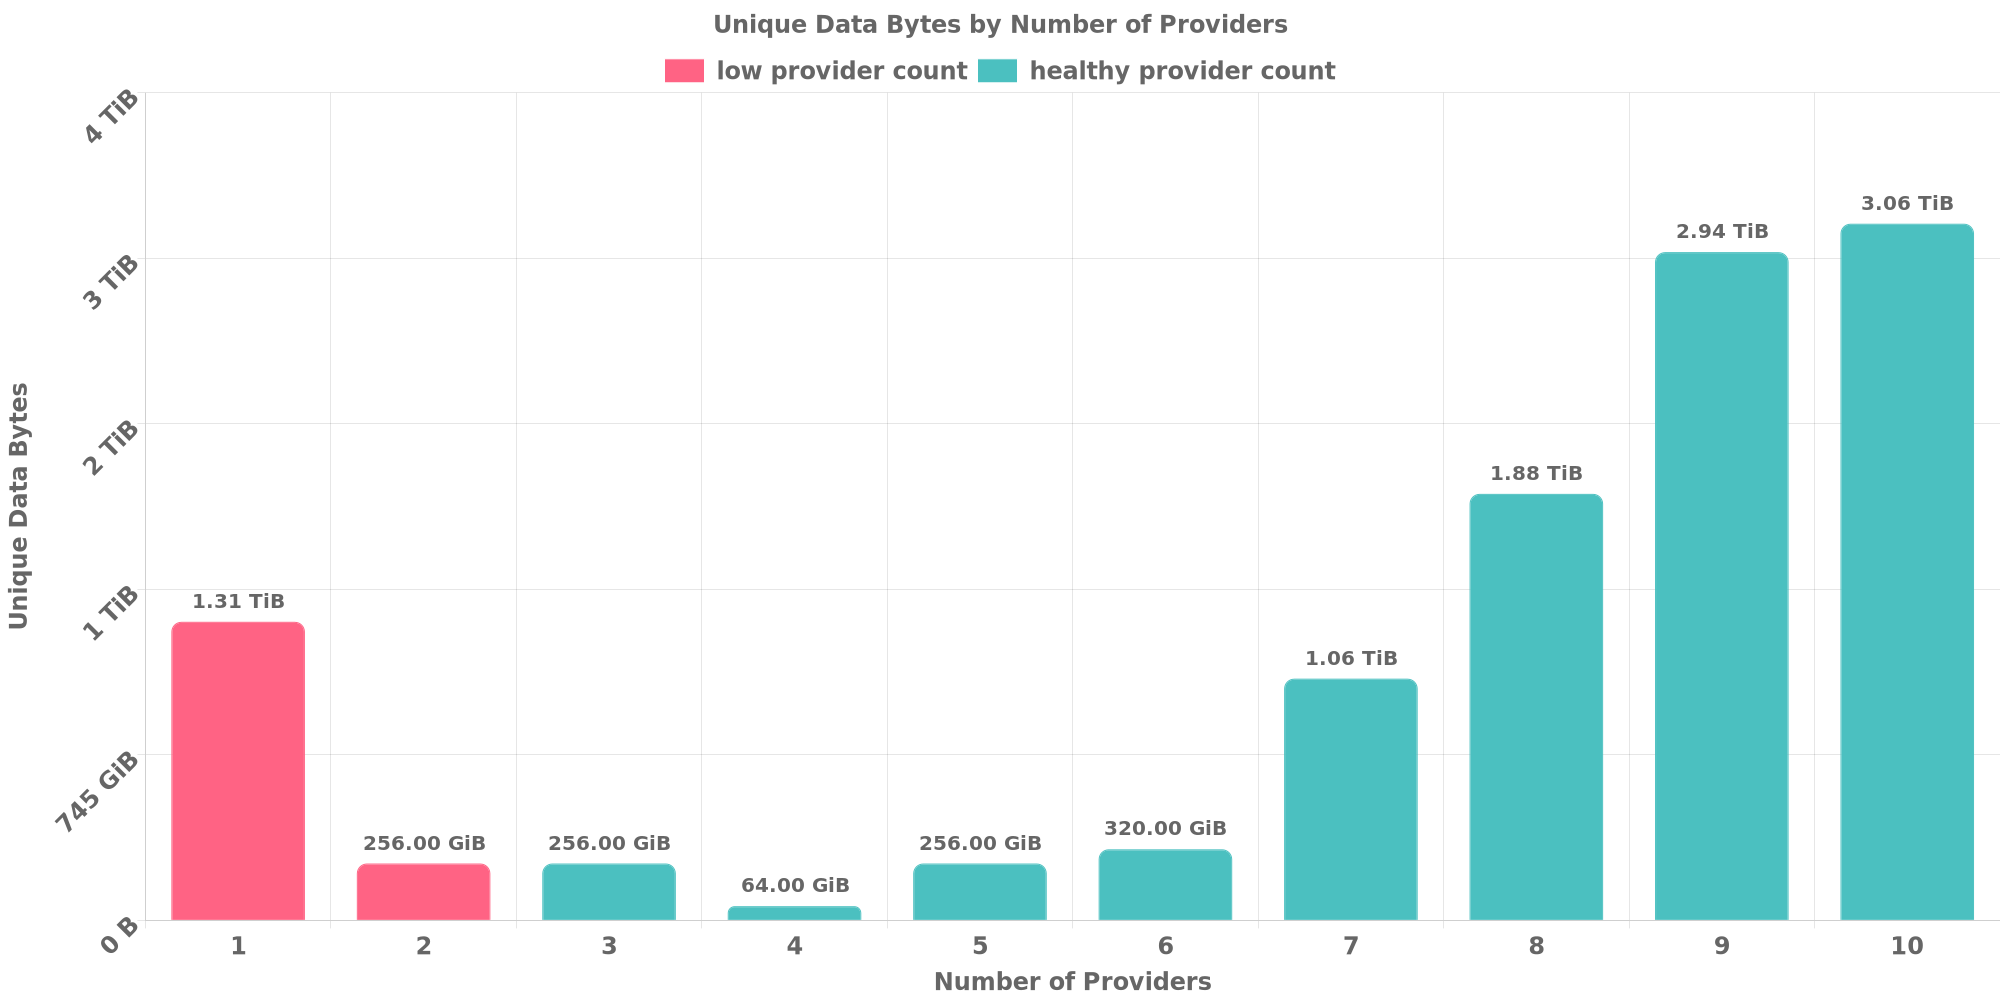 Unique Data Bytes by Number of Providers
low provider count healthy provider count
4 TiB
3 TiB
2 TiB
1 TiB
745 GiB
0 B
Unique Data Bytes
1.31 TiB
256.00 GiB
256.00 GiB
64.00 GiB
256.00 GiB
320.00 GiB
1.06 TiB
1.88 TiB
2.94 TiB
3.06 TiB
1 2 3 4 5 6 7 8 9 10
Number of Providers